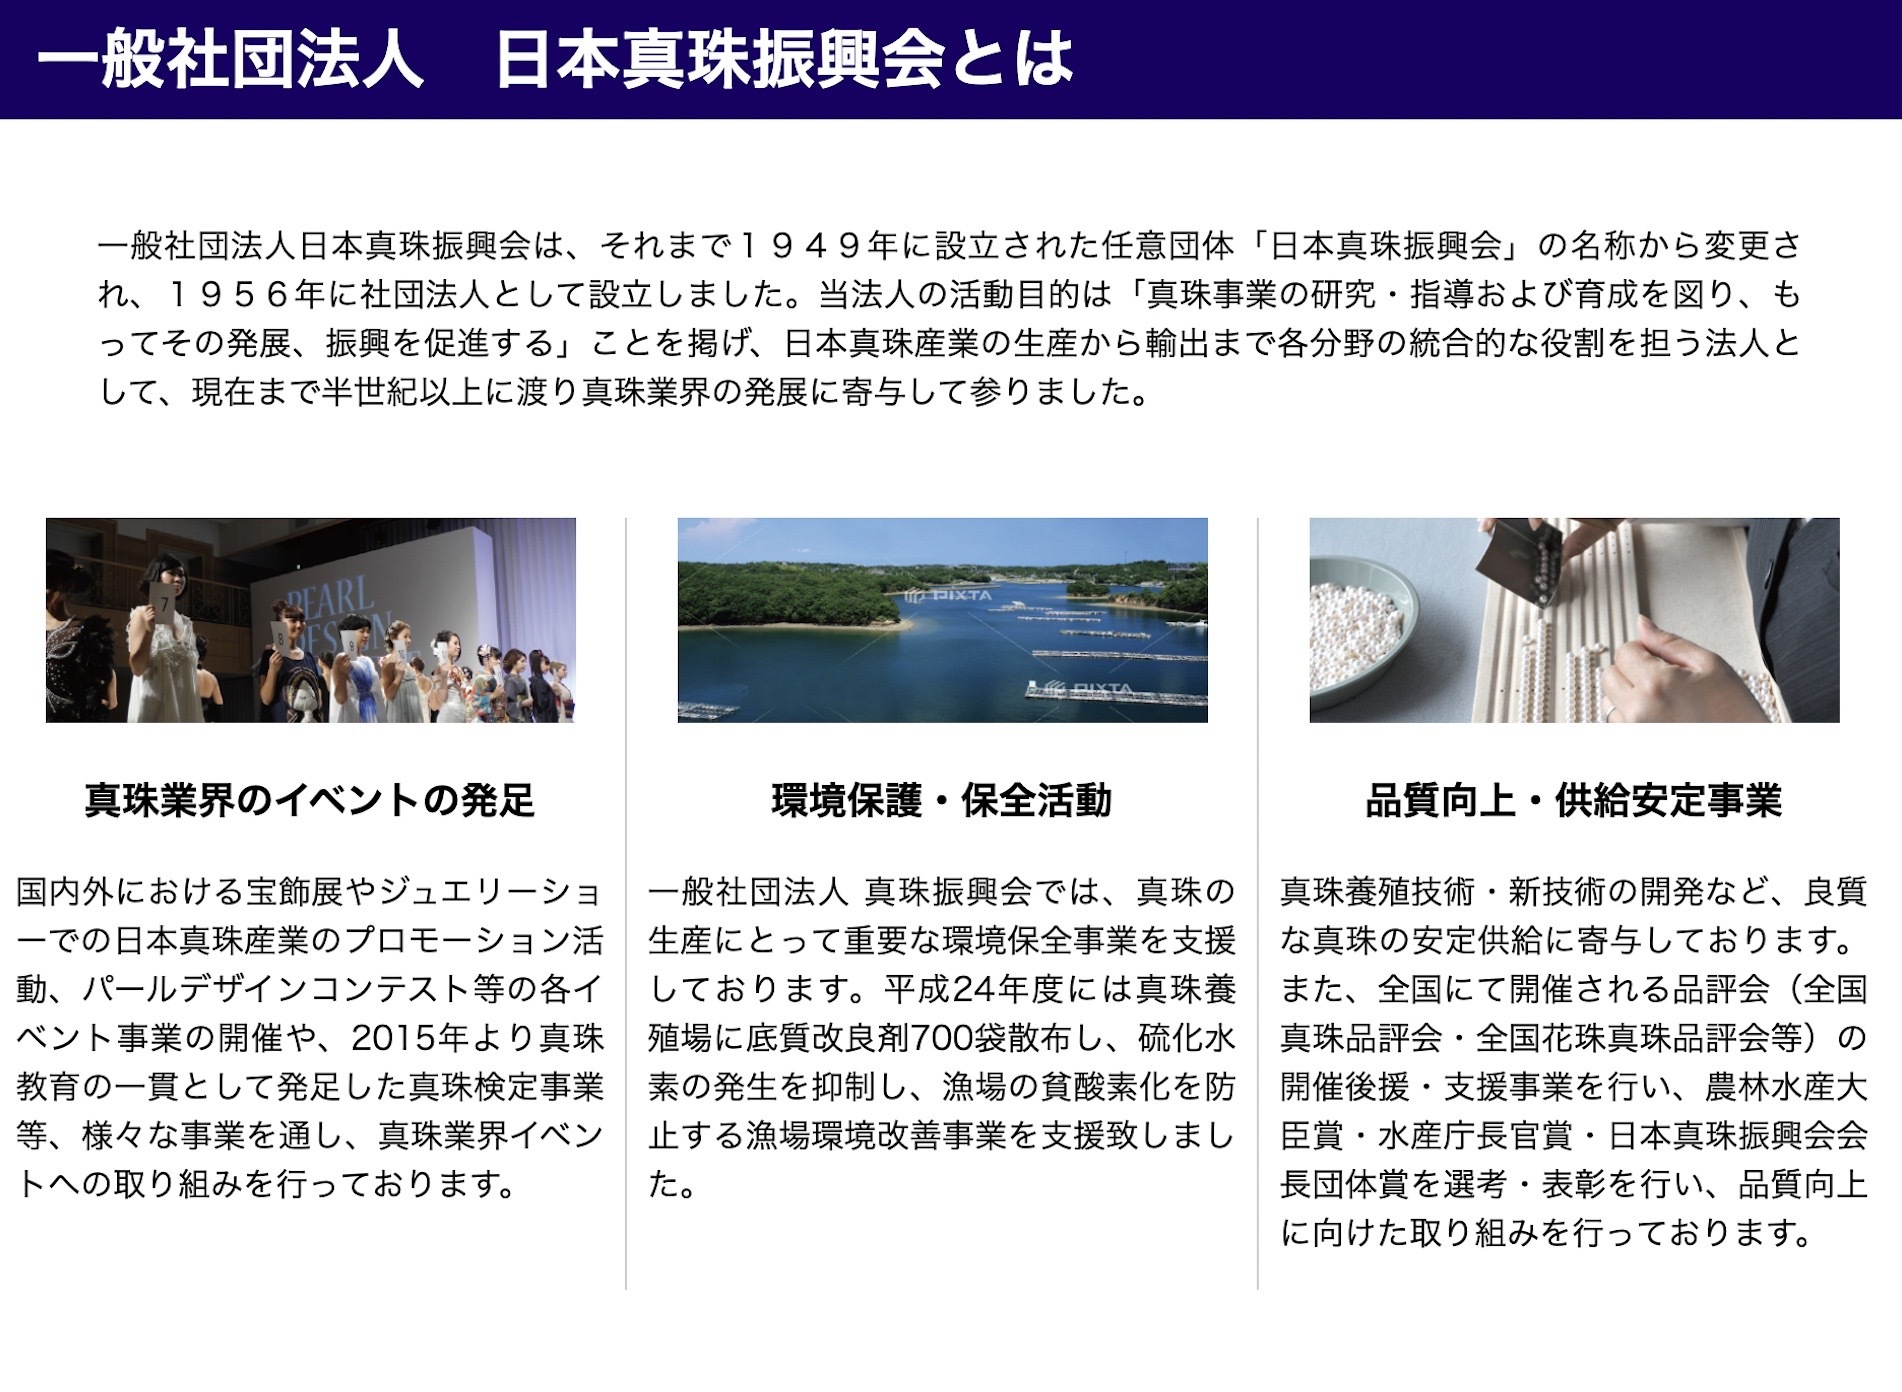 一般社団法人　日本真珠振興会とは
一般社団法人日本真珠振興会は、それまで１９４９年に設立された任意団体「日本真珠振興会」の名称から変更さ
れ、１９５６年に社団法人として設立しました。当法人の活動目的は「真珠事業の研究・指導および育成を図り、も
ってその発展、振興を促進する」ことを掲げ、日本真珠産業の生産から輸出まで各分野の統合的な役割を担う法人と
して、現在まで半世紀以上に渡り真珠業界の発展に寄与して参りました。
7
8
9
10
PEARL
DESIGN
PIXTA
PIXTA
真珠業界のイベントの発足
国内外における宝飾展やジュエリーショ
ーでの日本真珠産業のプロモーション活
動、パールデザインコンテスト等の各イ
ベント事業の開催や、2015年より真珠
教育の一貫として発足した真珠検定事業
等、様々な事業を通し、真珠業界イベン
トへの取り組みを行っております。
環境保護・保全活動
一般社団法人 真珠振興会では、真珠の
生産にとって重要な環境保全事業を支援
しております。平成24年度には真珠養
殖場に底質改良剤700袋散布し、硫化水
素の発生を抑制し、漁場の貧酸素化を防
止する漁場環境改善事業を支援致しまし
た。
品質向上・供給安定事業
真珠養殖技術・新技術の開発など、良質
な真珠の安定供給に寄与しております。
また、全国にて開催される品評会（全国
真珠品評会・全国花珠真珠品評会等）の
開催後援・支援事業を行い、農林水産大
臣賞・水産庁長官賞・日本真珠振興会会
長団体賞を選考・表彰を行い、品質向上
に向けた取り組みを行っております。